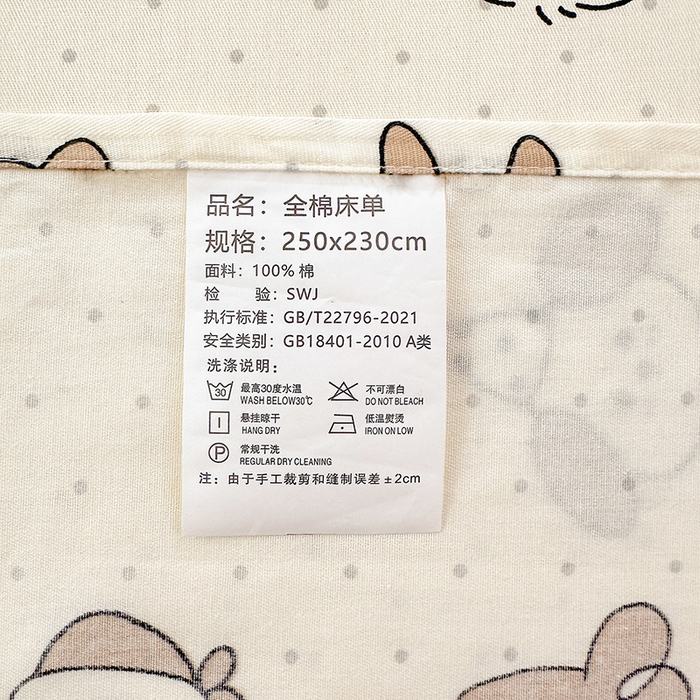 品名：全棉床单
规格：250x230cm
面料：100% 棉
检 验：SWJ
执行标准：GB/T22796-2021
安全类别：GB18401-2010 A类
洗涤说明：
30 最高30度水温 不可漂白
WASH BELOW30℃ DO NOT BLEACH
悬挂晾干 低温熨烫
HANG DRY IRON ON LOW
P 常规干洗
REGULAR DRY CLEANING
注：由于手工裁剪和缝制误差±2cm